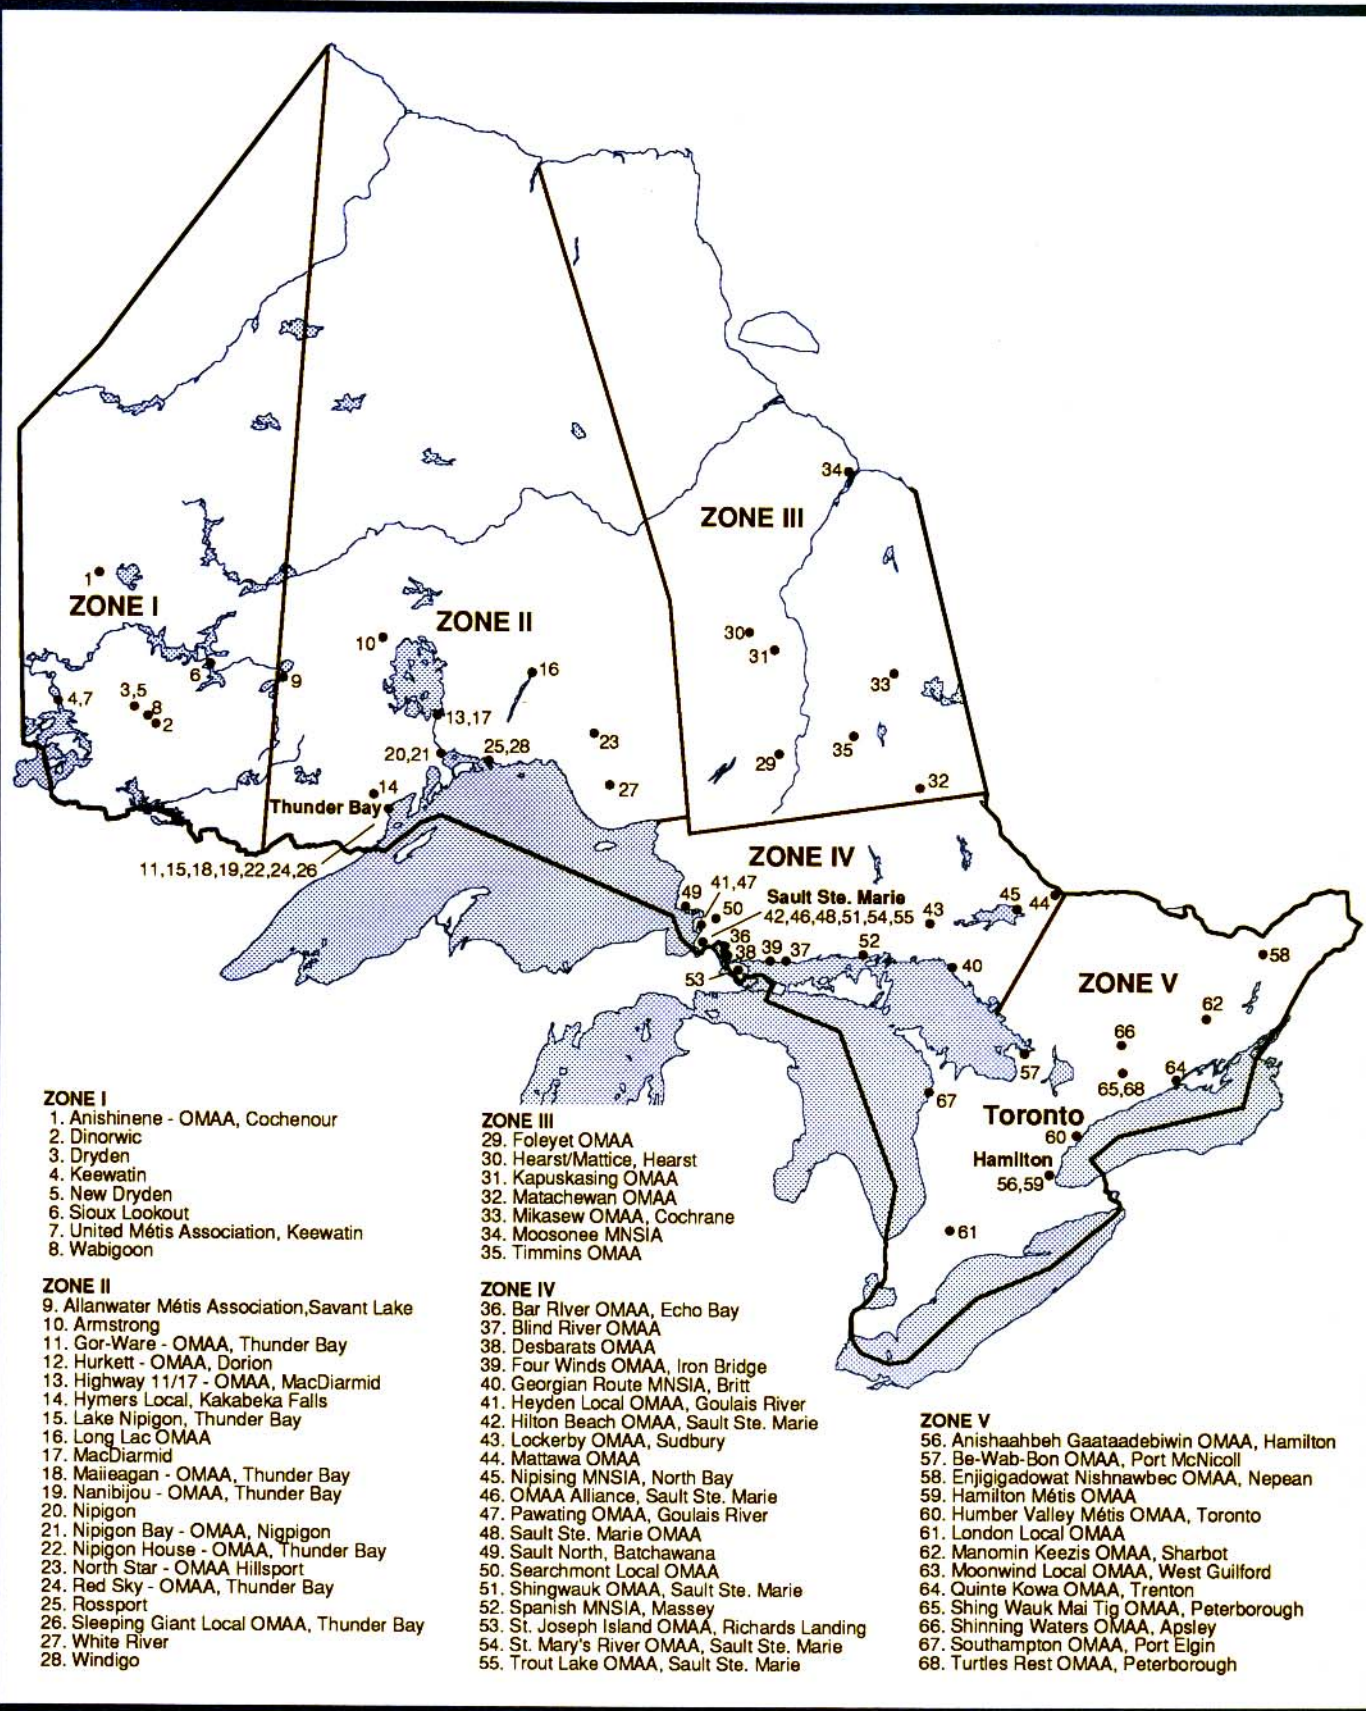 34
ZONE III
1
ZONE I
ZONE II
10
30
31
16
6
9
33
4,7
3,5
8
2
13,17
23
35
20,21
25,28
29
27
32
14
Thunder Bay
ZONE IV
11,15,18,19,22,24,26
41,47
49
50
Sault Ste. Marie
42,46,48,51,54,55
43
45
44
36
38
39
37
52
53
40
58
ZONE V
62
66
57
64
65,68
67
Toronto
60
Hamilton
56,59
61
ZONE I
1. Anishinene - OMAA, Cochenour
2. Dinorwic
3. Dryden
4. Keewatin
5. New Dryden
6. Sioux Lookout
7. United Métis Association, Keewatin
8. Wabigoon
ZONE II
9. Allanwater Métis Association,Savant Lake
10. Armstrong
11. Gor-Ware - OMAA, Thunder Bay
12. Hurkett - OMAA, Dorion
13. Highway 11/17 - OMAA, MacDiarmid
14. Hymers Local, Kakabeka Falls
15. Lake Nipigon, Thunder Bay
16. Long Lac OMAA
17. MacDiarmid
18. Maiieagan - OMAA, Thunder Bay
19. Nanibijou - OMAA, Thunder Bay
20. Nipigon
21. Nipigon Bay - OMAA, Nigpigon
22. Nipigon House - OMAA, Thunder Bay
23. North Star - OMAA Hillsport
24. Red Sky - OMAA, Thunder Bay
25. Rossport
26. Sleeping Giant Local OMAA, Thunder Bay
27. White River
28. Windigo
ZONE III
29. Foleyet OMAA
30. Hearst/Mattice, Hearst
31. Kapuskasing OMAA
32. Matachewan OMAA
33. Mikasew OMAA, Cochrane
34. Moosonee MNSIA
35. Timmins OMAA
ZONE IV
36. Bar River OMAA, Echo Bay
37. Blind River OMAA
38. Desbarats OMAA
39. Four Winds OMAA, Iron Bridge
40. Georgian Route MNSIA, Britt
41. Heyden Local OMAA, Goulais River
42. Hilton Beach OMAA, Sault Ste. Marie
43. Lockerby OMAA, Sudbury
44. Mattawa OMAA
45. Nipising MNSIA, North Bay
46. OMAA Alliance, Sault Ste. Marie
47. Pawating OMAA, Goulais River
48. Sault Ste. Marie OMAA
49. Sault North, Batchawana
50. Searchmont Local OMAA
51. Shingwauk OMAA, Sault Ste. Marie
52. Spanish MNSIA, Massey
53. St. Joseph Island OMAA, Richards Landing
54. St. Mary's River OMAA, Sault Ste. Marie
55. Trout Lake OMAA, Sault Ste. Marie
ZONE V
56. Anishaahbeh Gaataadebiwin OMAA, Hamilton
57. Be-Wab-Bon OMAA, Port McNicoll
58. Enjigigadowat Nishnawbec OMAA, Nepean
59. Hamilton Métis OMAA
60. Humber Valley Métis OMAA, Toronto
61. London Local OMAA
62. Manomin Keezis OMAA, Sharbot
63. Moonwind Local OMAA, West Guilford
64. Quinte Kowa OMAA, Trenton
65. Shing Wauk Mai Tig OMAA, Peterborough
66. Shinning Waters OMAA, Apsley
67. Southampton OMAA, Port Elgin
68. Turtles Rest OMAA, Peterborough